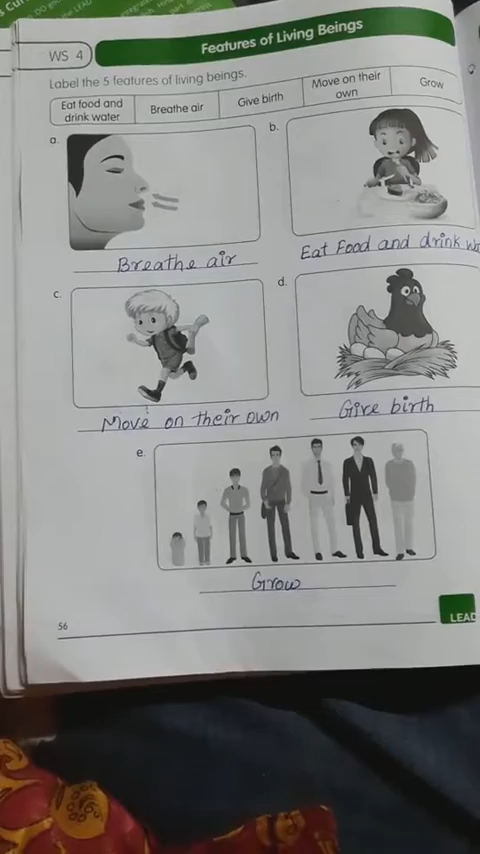 WS 4
Features of Living Beings
Label the 5 features of living beings.
Eat food and drink water
Breathe air
Give birth
Move on their own
Grow
a.
Breathe air
b.
Eat Food and drink
c.
Move on their own
d.
Give birth
e.
Grow
56
LEAD